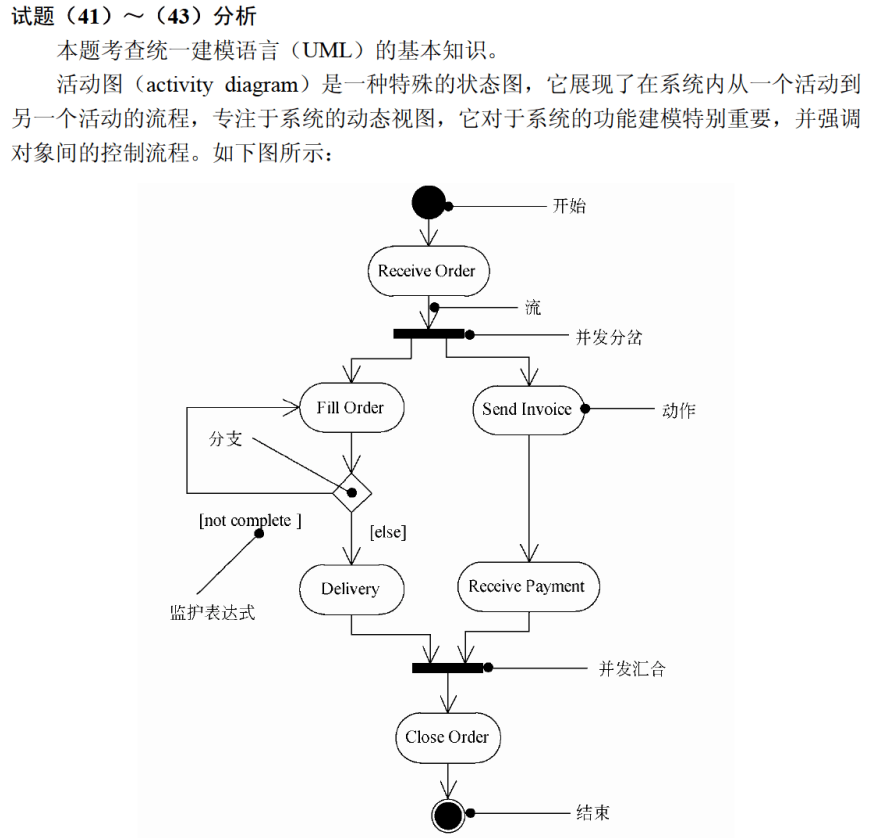 试题（41）～（43）分析
本题考查统一建模语言（UML）的基本知识。
活动图（activity diagram）是一种特殊的状态图，它展现了在系统内从一个活动到
另一个活动的流程，专注于系统的动态视图，它对于系统的功能建模特别重要，并强调
对象间的控制流程。如下图所示：
开始
Receive Order
流
并发分岔
Fill Order
Send Invoice
动作
分支
[not complete ]
[else]
Delivery
Receive Payment
监护表达式
并发汇合
Close Order
结束